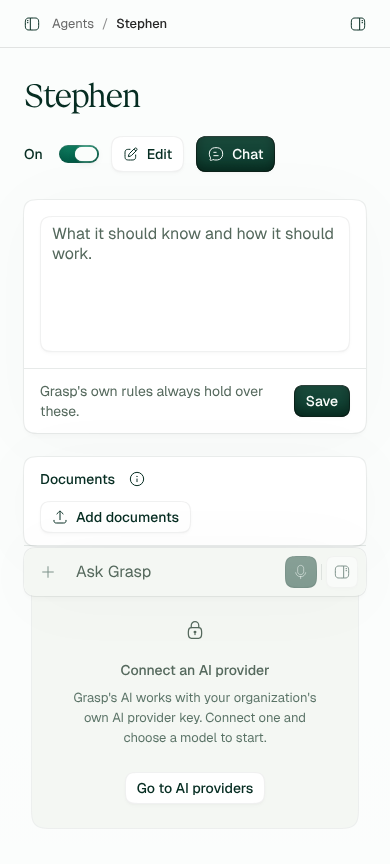 Agents / Stephen
Stephen
On
Edit
Chat
What it should know and how it should
work.
Grasp's own rules always hold over
these.
Save
Documents
Add documents
Ask Grasp
Connect an AI provider
Grasp's AI works with your organization's
own AI provider key. Connect one and
choose a model to start.
Go to AI providers